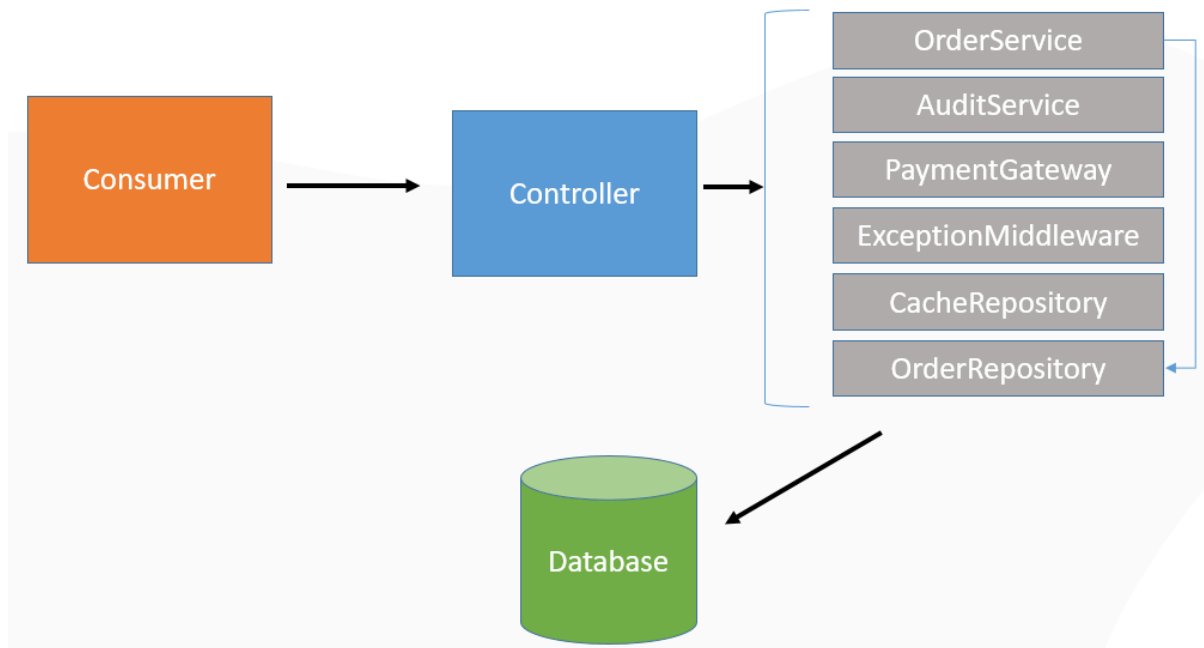 Consumer
Controller
OrderService
AuditService
PaymentGateway
ExceptionMiddleware
CacheRepository
OrderRepository
Database